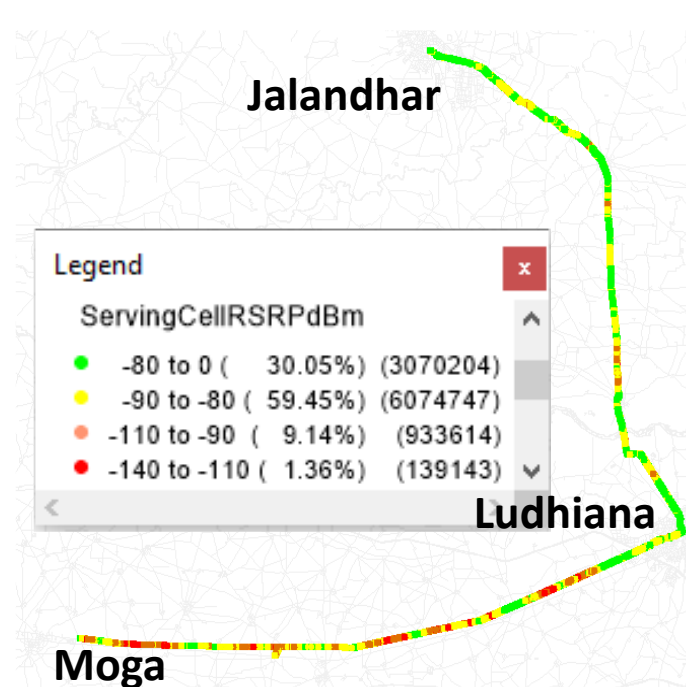 Jalandhar
Legend
x
ServingCellRSRPdBm
-80 to 0 ( 30.05%) (3070204)
-90 to -80 ( 59.45%) (6074747)
-110 to -90 ( 9.14%) (933614)
-140 to -110 ( 1.36%) (139143)
Ludhiana
Moga